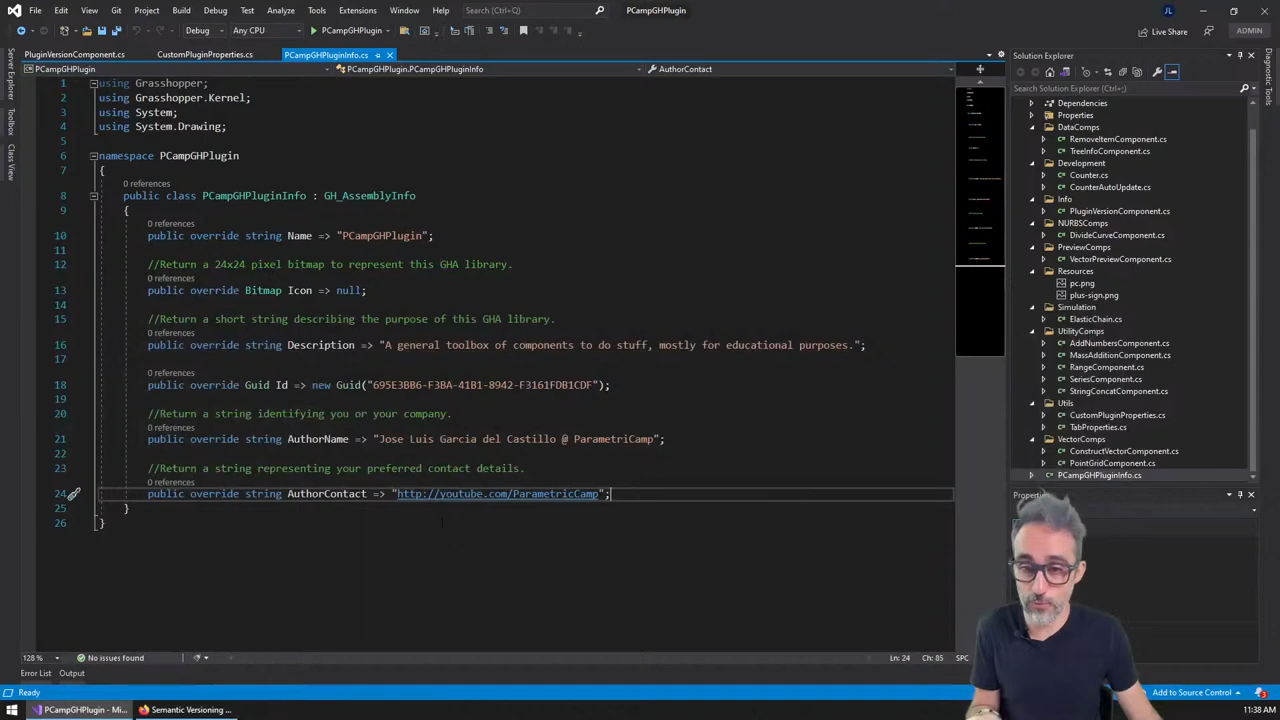 File Edit View Git Project Build Debug Test Analyze Tools Extensions Window Help Search (Ctrl+Q) PCampGHPlugin JL
Debug Any CPU PCampGHPlugin Live Share ADMIN
PluginVersionComponent.cs CustomPluginProperties.cs PCampGHPluginInfo.cs Solution Explorer
PCampGHPlugin PCampGHPlugin.PCampGHPluginInfo AuthorContact
Server Explorer
Toolbox
Class View
Diagnostic Tools
1 using Grasshopper;
2 using Grasshopper.Kernel;
3 using System;
4 using System.Drawing;
5
6 namespace PCampGHPlugin
7 {
0 references
8 public class PCampGHPluginInfo : GH_AssemblyInfo
9 {
0 references
10 public override string Name => "PCampGHPlugin";
11
12 //Return a 24x24 pixel bitmap to represent this GHA library.
0 references
13 public override Bitmap Icon => null;
14
15 //Return a short string describing the purpose of this GHA library.
0 references
16 public override string Description => "A general toolbox of components to do stuff, mostly for educational purposes.";
17
0 references
18 public override Guid Id => new Guid("695E3BB6-F3BA-41B1-8942-F3161FDB1CDF");
19
20 //Return a string identifying you or your company.
0 references
21 public override string AuthorName => "Jose Luis Garcia del Castillo @ ParametriCamp";
22
23 //Return a string representing your preferred contact details.
0 references
24 public override string AuthorContact => "http://youtube.com/ParametricCamp";
25 }
26 }
Search Solution Explorer (Ctrl+;)
Dependencies
Properties
DataComps
RemoveItemComponent.cs
TreeInfoComponent.cs
Development
Counter.cs
CounterAutoUpdate.cs
Info
PluginVersionComponent.cs
NURBSComps
DivideCurveComponent.cs
PreviewComps
VectorPreviewComponent.cs
Resources
pc.png
plus-sign.png
Simulation
ElasticChain.cs
UtilityComps
AddNumbersComponent.cs
MassAdditionComponent.cs
RangeComponent.cs
SeriesComponent.cs
StringConcatComponent.cs
Utils
CustomPluginProperties.cs
TabProperties.cs
VectorComps
ConstructVectorComponent.cs
PointGridComponent.cs
PCampGHPluginInfo.cs
Properties
128 % No issues found Ln: 24 Ch: 85 SPC
Error List Output
Ready Add to Source Control 3
PCampGHPlugin - Mi... Semantic Versioning ... 11:38 AM